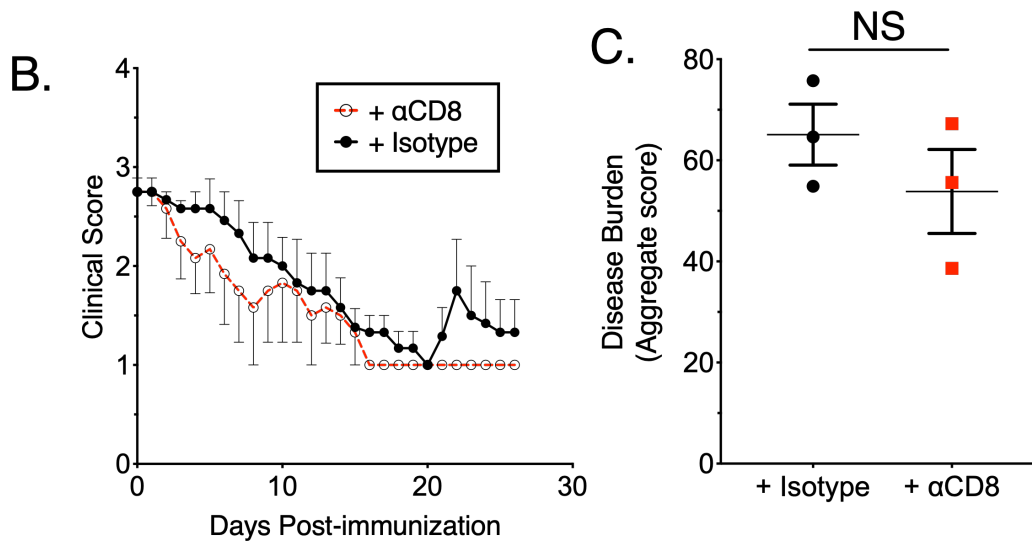 B.
4
3
2
1
0
Clinical Score
+ αCD8
+ Isotype
0
10
20
30
Days Post-immunization
C.
NS
80
60
40
20
0
Disease Burden
(Aggregate score)
+ Isotype
+ αCD8